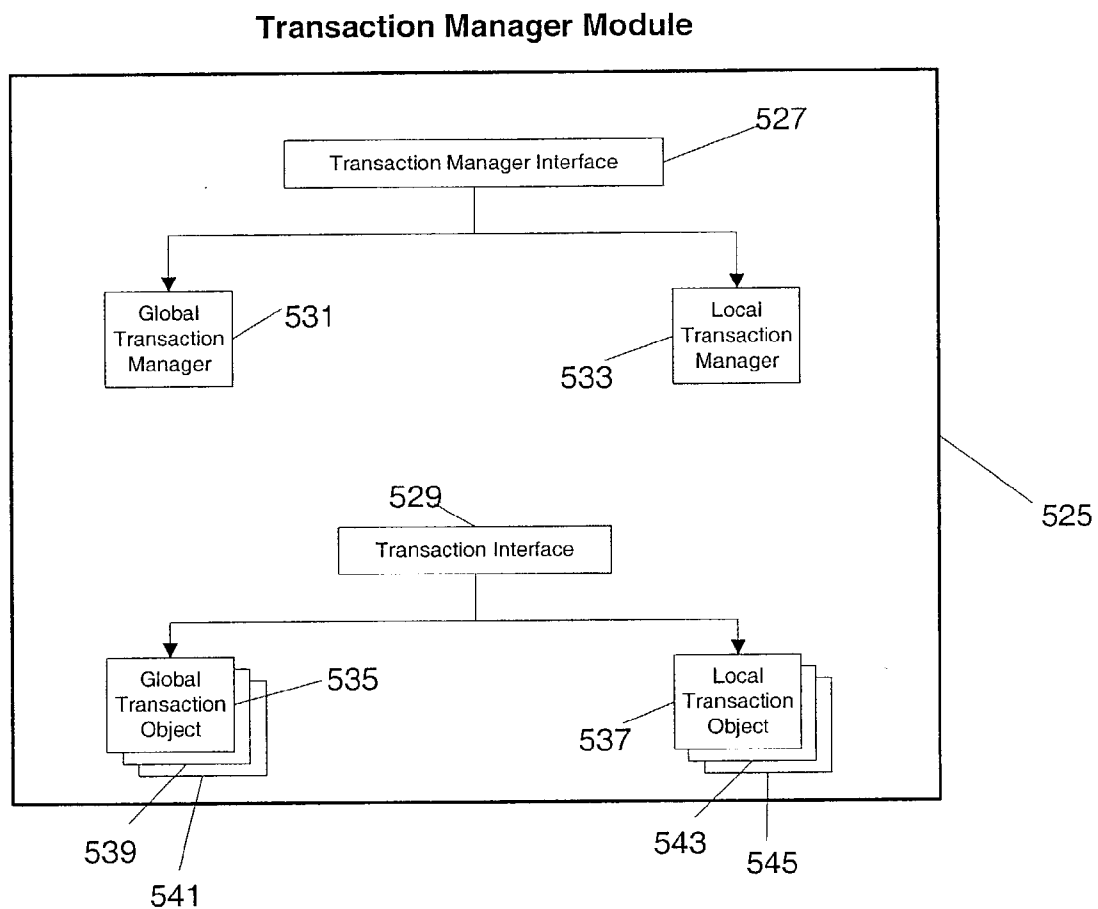 Transaction Manager Module
527
Transaction Manager Interface
Global
Transaction
Manager
531
Local
Transaction
Manager
533
529
Transaction Interface
525
Global
Transaction
Object
535
Local
Transaction
Object
537
539
541
543
545